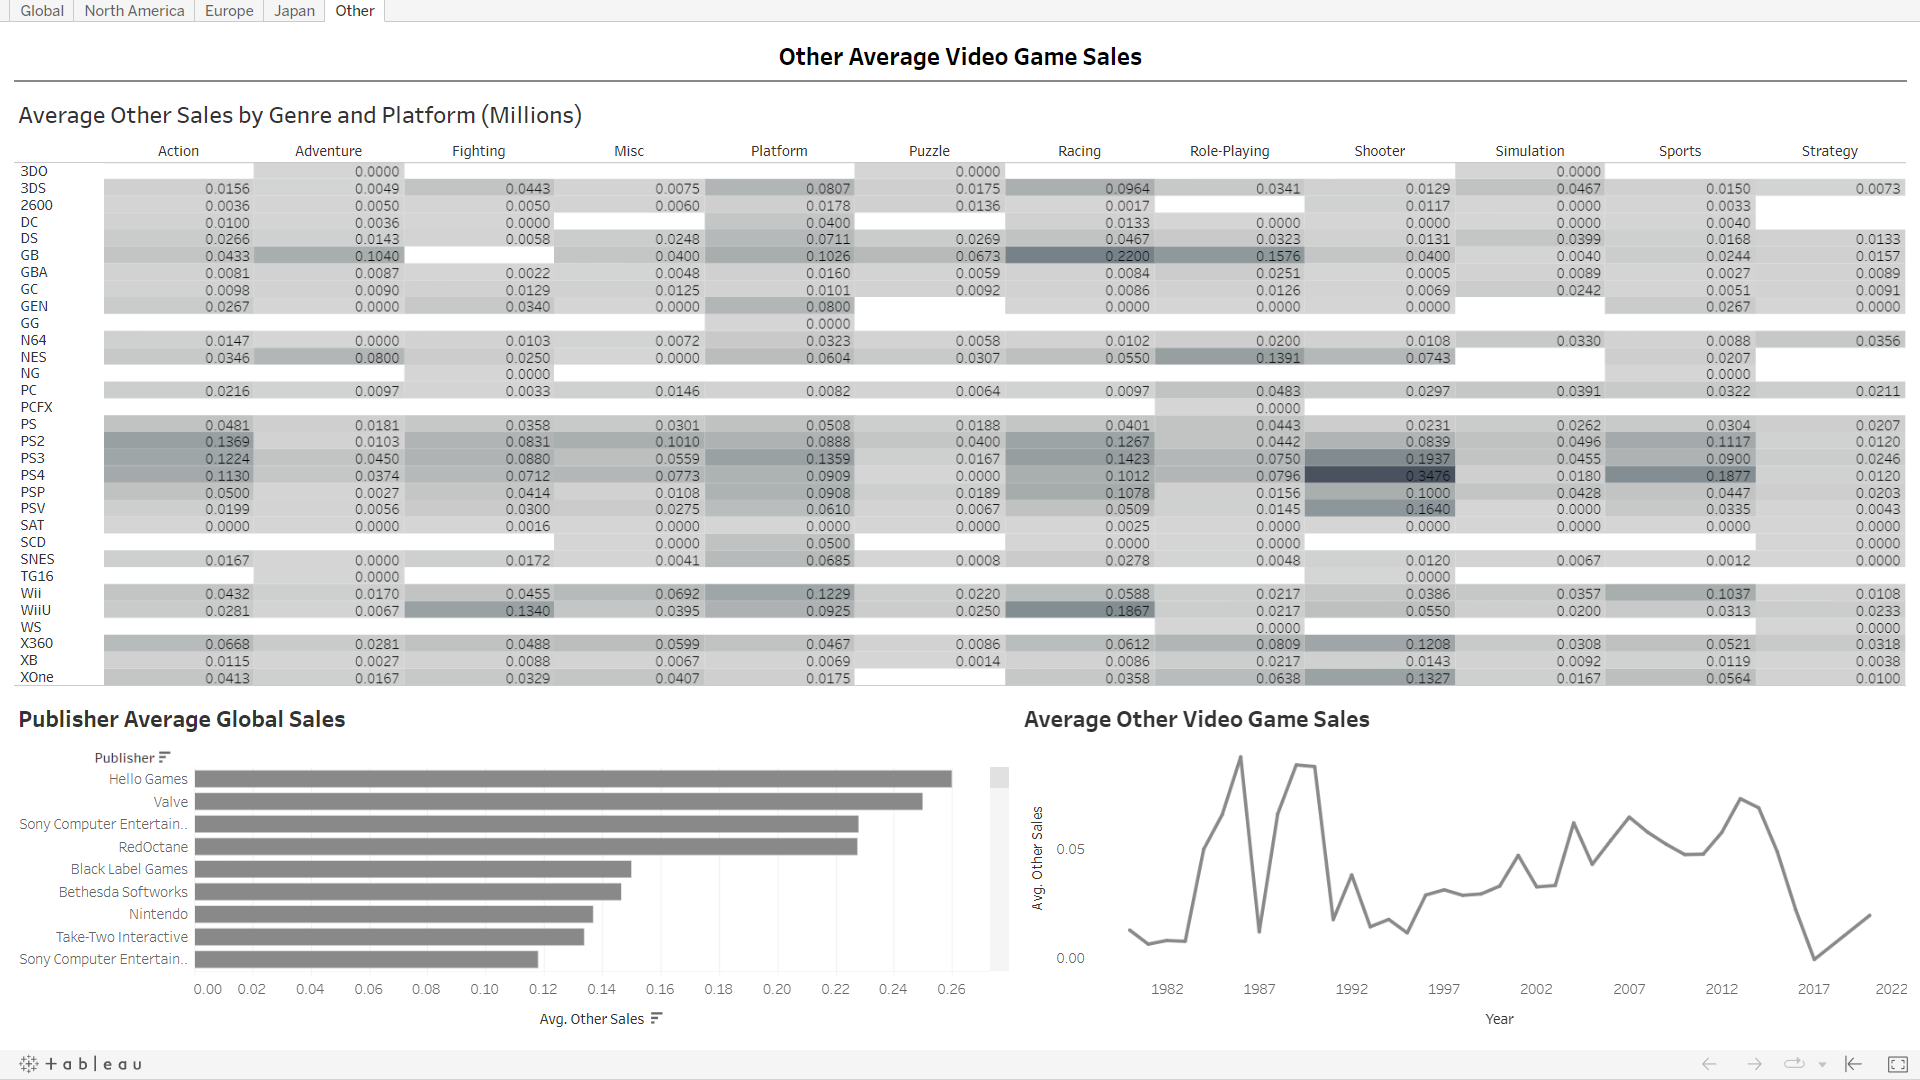 Global North America Europe Japan Other
Other Average Video Game Sales
Average Other Sales by Genre and Platform (Millions)
Action Adventure Fighting Misc Platform Puzzle Racing Role-Playing Shooter Simulation Sports Strategy
3DO 0.0000 0.0000 0.0000
3DS 0.0156 0.0049 0.0443 0.0075 0.0807 0.0175 0.0964 0.0341 0.0129 0.0467 0.0150 0.0073
2600 0.0036 0.0050 0.0050 0.0060 0.0178 0.0136 0.0017 0.0117 0.0000 0.0033
DC 0.0100 0.0036 0.0000 0.0400 0.0133 0.0000 0.0000 0.0000 0.0040
DS 0.0266 0.0143 0.0058 0.0248 0.0711 0.0269 0.0467 0.0323 0.0131 0.0399 0.0168 0.0133
GB 0.0433 0.1040 0.0400 0.1026 0.0673 0.2200 0.1576 0.0400 0.0040 0.0244 0.0157
GBA 0.0081 0.0087 0.0022 0.0048 0.0160 0.0059 0.0084 0.0251 0.0005 0.0089 0.0027 0.0089
GC 0.0098 0.0090 0.0129 0.0125 0.0101 0.0092 0.0086 0.0126 0.0069 0.0242 0.0051 0.0091
GEN 0.0267 0.0000 0.0340 0.0000 0.0800 0.0000 0.0000 0.0000 0.0267 0.0000
GG 0.0000
N64 0.0147 0.0000 0.0103 0.0072 0.0323 0.0058 0.0102 0.0200 0.0108 0.0330 0.0088 0.0356
NES 0.0346 0.0800 0.0250 0.0000 0.0604 0.0307 0.0550 0.1391 0.0743 0.0207
NG 0.0000 0.0000
PC 0.0216 0.0097 0.0033 0.0146 0.0082 0.0064 0.0097 0.0483 0.0297 0.0391 0.0322 0.0211
PCFX 0.0000
PS 0.0481 0.0181 0.0358 0.0301 0.0508 0.0188 0.0401 0.0443 0.0231 0.0262 0.0304 0.0207
PS2 0.1369 0.0103 0.0831 0.1010 0.0888 0.0400 0.1267 0.0442 0.0839 0.0496 0.1117 0.0120
PS3 0.1224 0.0450 0.0880 0.0559 0.1359 0.0167 0.1423 0.0750 0.1937 0.0455 0.0900 0.0246
PS4 0.1130 0.0374 0.0712 0.0773 0.0909 0.0000 0.1012 0.0796 0.3476 0.0180 0.1877 0.0120
PSP 0.0500 0.0027 0.0414 0.0108 0.0908 0.0189 0.1078 0.0156 0.1000 0.0428 0.0447 0.0203
PSV 0.0199 0.0056 0.0300 0.0275 0.0610 0.0067 0.0509 0.0145 0.1640 0.0000 0.0335 0.0043
SAT 0.0000 0.0000 0.0016 0.0000 0.0000 0.0000 0.0025 0.0000 0.0000 0.0000 0.0000 0.0000
SCD 0.0000 0.0500 0.0000 0.0000 0.0000
SNES 0.0167 0.0000 0.0172 0.0041 0.0685 0.0008 0.0278 0.0048 0.0120 0.0067 0.0012 0.0000
TG16 0.0000 0.0000
Wii 0.0432 0.0170 0.0455 0.0692 0.1229 0.0220 0.0588 0.0217 0.0386 0.0357 0.1037 0.0108
WiiU 0.0281 0.0067 0.1340 0.0395 0.0925 0.0250 0.1867 0.0217 0.0550 0.0200 0.0313 0.0233
WS 0.0000 0.0000
X360 0.0668 0.0281 0.0488 0.0599 0.0467 0.0086 0.0612 0.0809 0.1208 0.0308 0.0521 0.0318
XB 0.0115 0.0027 0.0088 0.0067 0.0069 0.0014 0.0086 0.0217 0.0143 0.0092 0.0119 0.0038
XOne 0.0413 0.0167 0.0329 0.0407 0.0175 0.0358 0.0638 0.1327 0.0167 0.0564 0.0100
Publisher Average Global Sales
Publisher
Hello Games
Valve
Sony Computer Entertain..
RedOctane
Black Label Games
Bethesda Softworks
Nintendo
Take-Two Interactive
Sony Computer Entertain..
0.00 0.02 0.04 0.06 0.08 0.10 0.12 0.14 0.16 0.18 0.20 0.22 0.24 0.26
Avg. Other Sales
Average Other Video Game Sales
Avg. Other Sales
0.05
0.00
1982 1987 1992 1997 2002 2007 2012 2017 2022
Year
+ a b | e a u